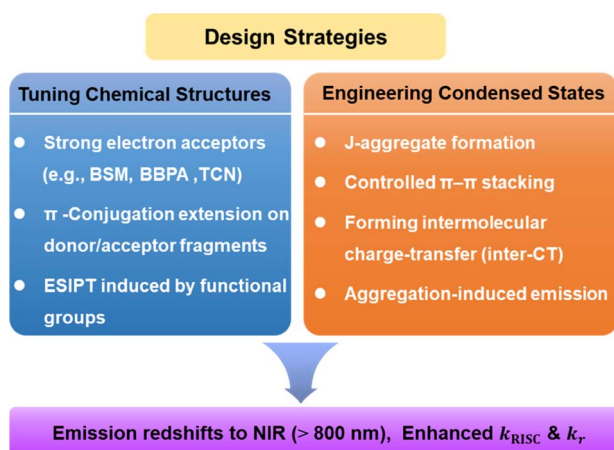 Design Strategies
Tuning Chemical Structures
● Strong electron acceptors
(e.g., BSM, BBPA ,TCN)
● π -Conjugation extension on
donor/acceptor fragments
● ESIPT induced by functional
groups
Engineering Condensed States
● J-aggregate formation
● Controlled π–π stacking
● Forming intermolecular
charge-transfer (inter-CT)
● Aggregation-induced emission
Emission redshifts to NIR (> 800 nm), Enhanced k_RISC & k_r